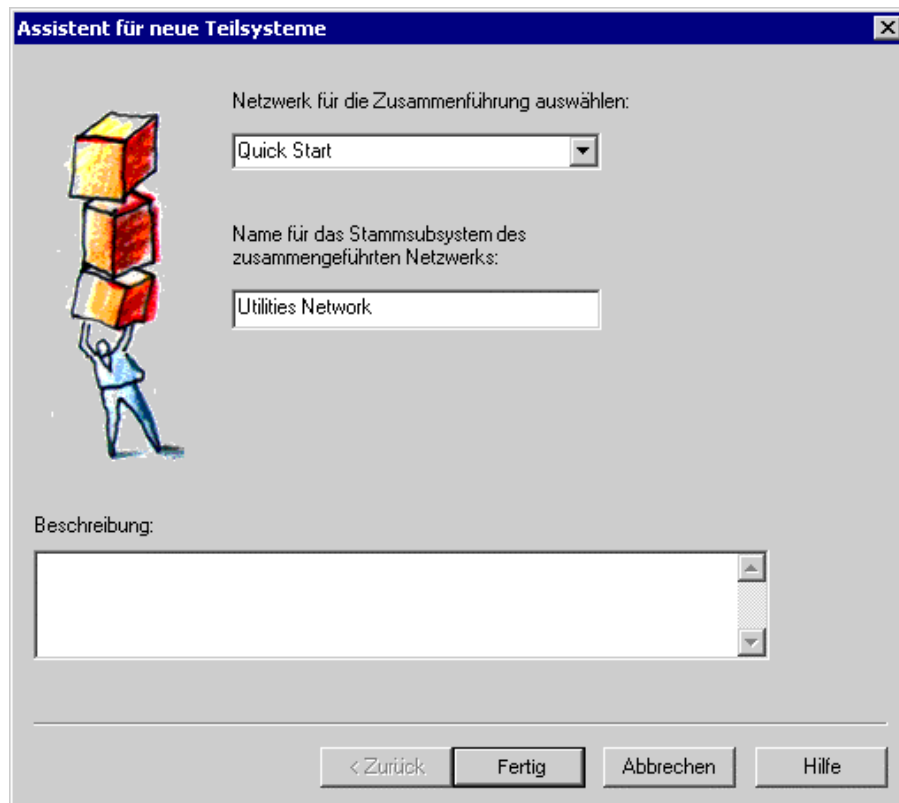 Assistent für neue Teilsysteme
Netzwerk für die Zusammenführung auswählen:
Quick Start
Name für das Stammsubsystem des
zusammengeführten Netzwerks:
Utilities Network
Beschreibung:
< Zurück
Fertig
Abbrechen
Hilfe